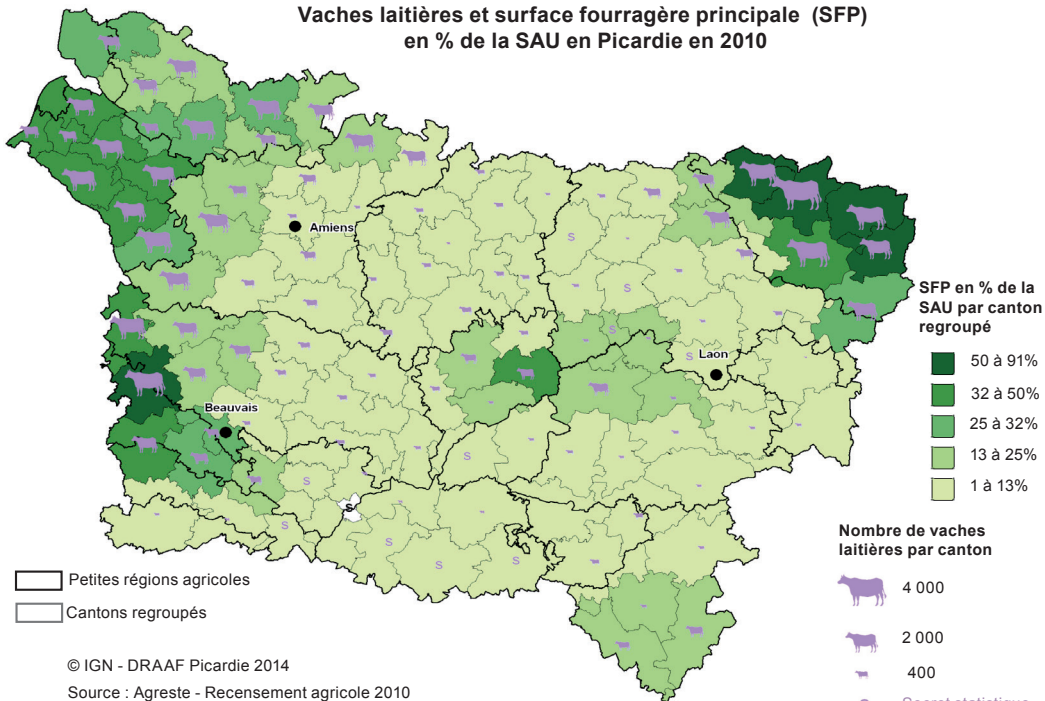 Vaches laitières et surface fourragère principale (SFP)
en % de la SAU en Picardie en 2010
Amiens
S
S
S
Laon
S
Beauvais
S
S
S
S
S
S
S
S
SFP en % de la
SAU par canton
regroupé
50 à 91%
32 à 50%
25 à 32%
13 à 25%
1 à 13%
Nombre de vaches
laitières par canton
4 000
2 000
400
Petites régions agricoles
Cantons regroupés
© IGN - DRAAF Picardie 2014
Source : Agreste - Recensement agricole 2010